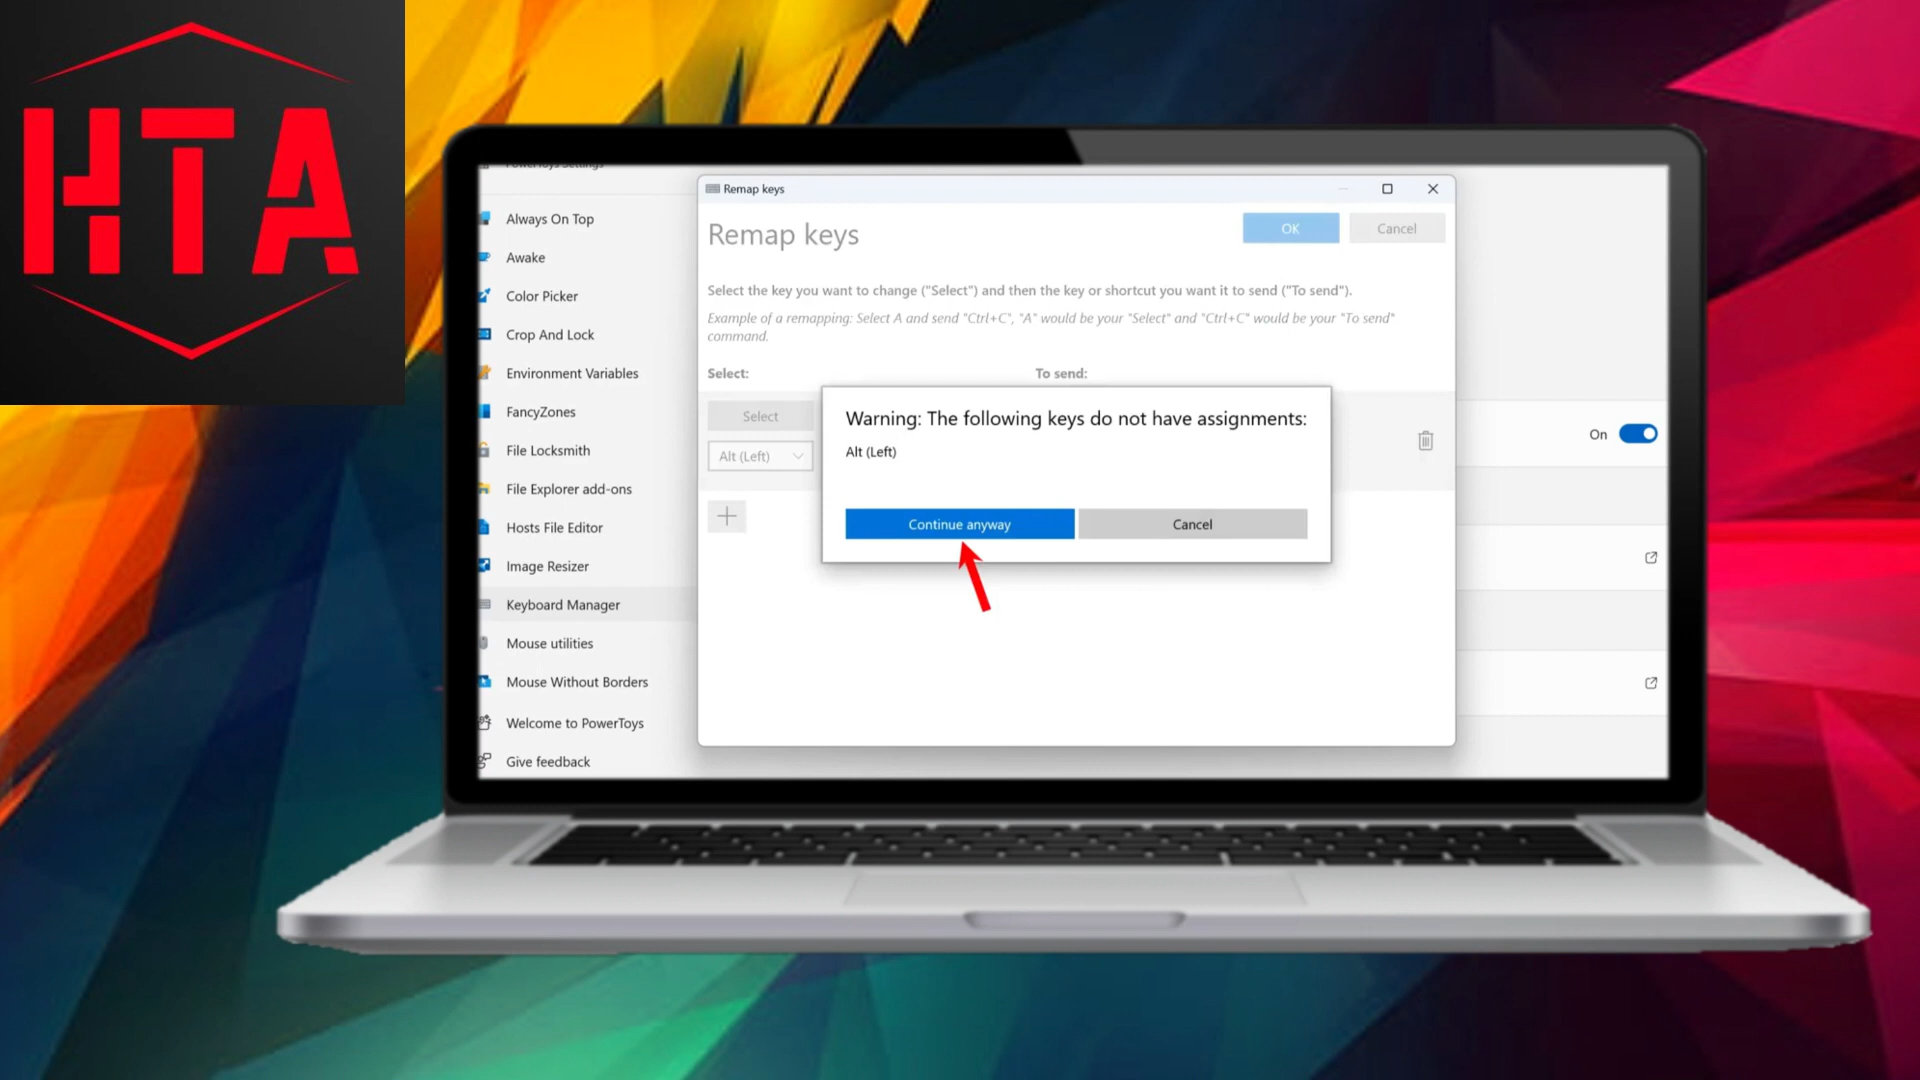 HTA
PowerToys Settings
Always On Top
Awake
Color Picker
Crop And Lock
Environment Variables
FancyZones
File Locksmith
File Explorer add-ons
Hosts File Editor
Image Resizer
Keyboard Manager
Mouse utilities
Mouse Without Borders
Welcome to PowerToys
Give feedback
Remap keys
Remap keys
OK
Cancel
Select the key you want to change ("Select") and then the key or shortcut you want it to send ("To send").
Example of a remapping: Select A and send "Ctrl+C", "A" would be your "Select" and "Ctrl+C" would be your "To send"
command.
Select:
To send:
Select
Alt (Left)
Warning: The following keys do not have assignments:
Alt (Left)
Continue anyway
Cancel
On